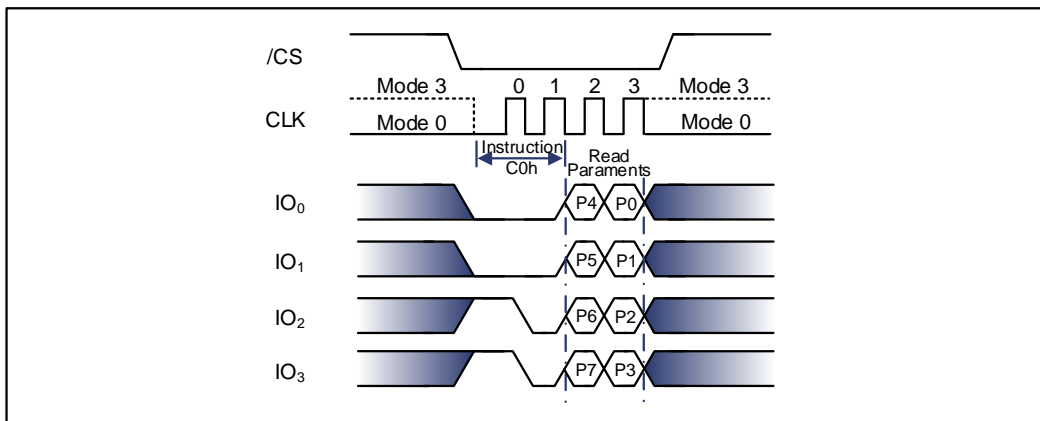 /CS
Mode 3 0 1 2 3 Mode 3
CLK Mode 0 Mode 0
Instruction Read
C0h Paraments
IO0 P4 P0
IO1 P5 P1
IO2 P6 P2
IO3 P7 P3